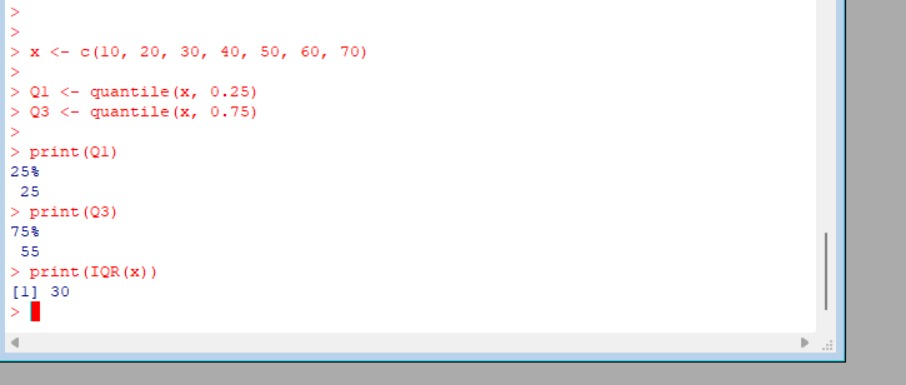 >
>
> x <- c(10, 20, 30, 40, 50, 60, 70)
>
> Q1 <- quantile(x, 0.25)
> Q3 <- quantile(x, 0.75)
>
> print(Q1)
25%
 25
> print(Q3)
75%
 55
> print(IQR(x))
[1] 30
>